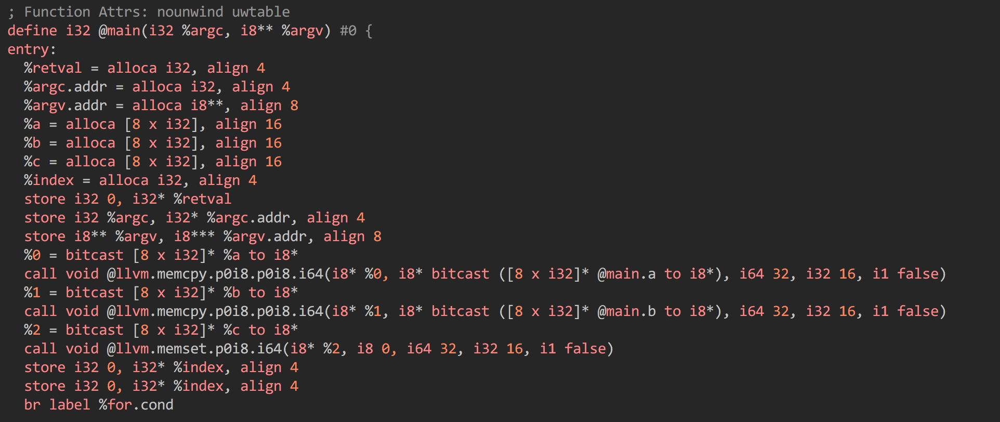 ; Function Attrs: nounwind uwtable
define i32 @main(i32 %argc, i8** %argv) #0 {
entry:
  %retval = alloca i32, align 4
  %argc.addr = alloca i32, align 4
  %argv.addr = alloca i8**, align 8
  %a = alloca [8 x i32], align 16
  %b = alloca [8 x i32], align 16
  %c = alloca [8 x i32], align 16
  %index = alloca i32, align 4
  store i32 0, i32* %retval
  store i32 %argc, i32* %argc.addr, align 4
  store i8** %argv, i8*** %argv.addr, align 8
  %0 = bitcast [8 x i32]* %a to i8*
  call void @llvm.memcpy.p0i8.p0i8.i64(i8* %0, i8* bitcast ([8 x i32]* @main.a to i8*), i64 32, i32 16, i1 false)
  %1 = bitcast [8 x i32]* %b to i8*
  call void @llvm.memcpy.p0i8.p0i8.i64(i8* %1, i8* bitcast ([8 x i32]* @main.b to i8*), i64 32, i32 16, i1 false)
  %2 = bitcast [8 x i32]* %c to i8*
  call void @llvm.memset.p0i8.i64(i8* %2, i8 0, i64 32, i32 16, i1 false)
  store i32 0, i32* %index, align 4
  store i32 0, i32* %index, align 4
  br label %for.cond